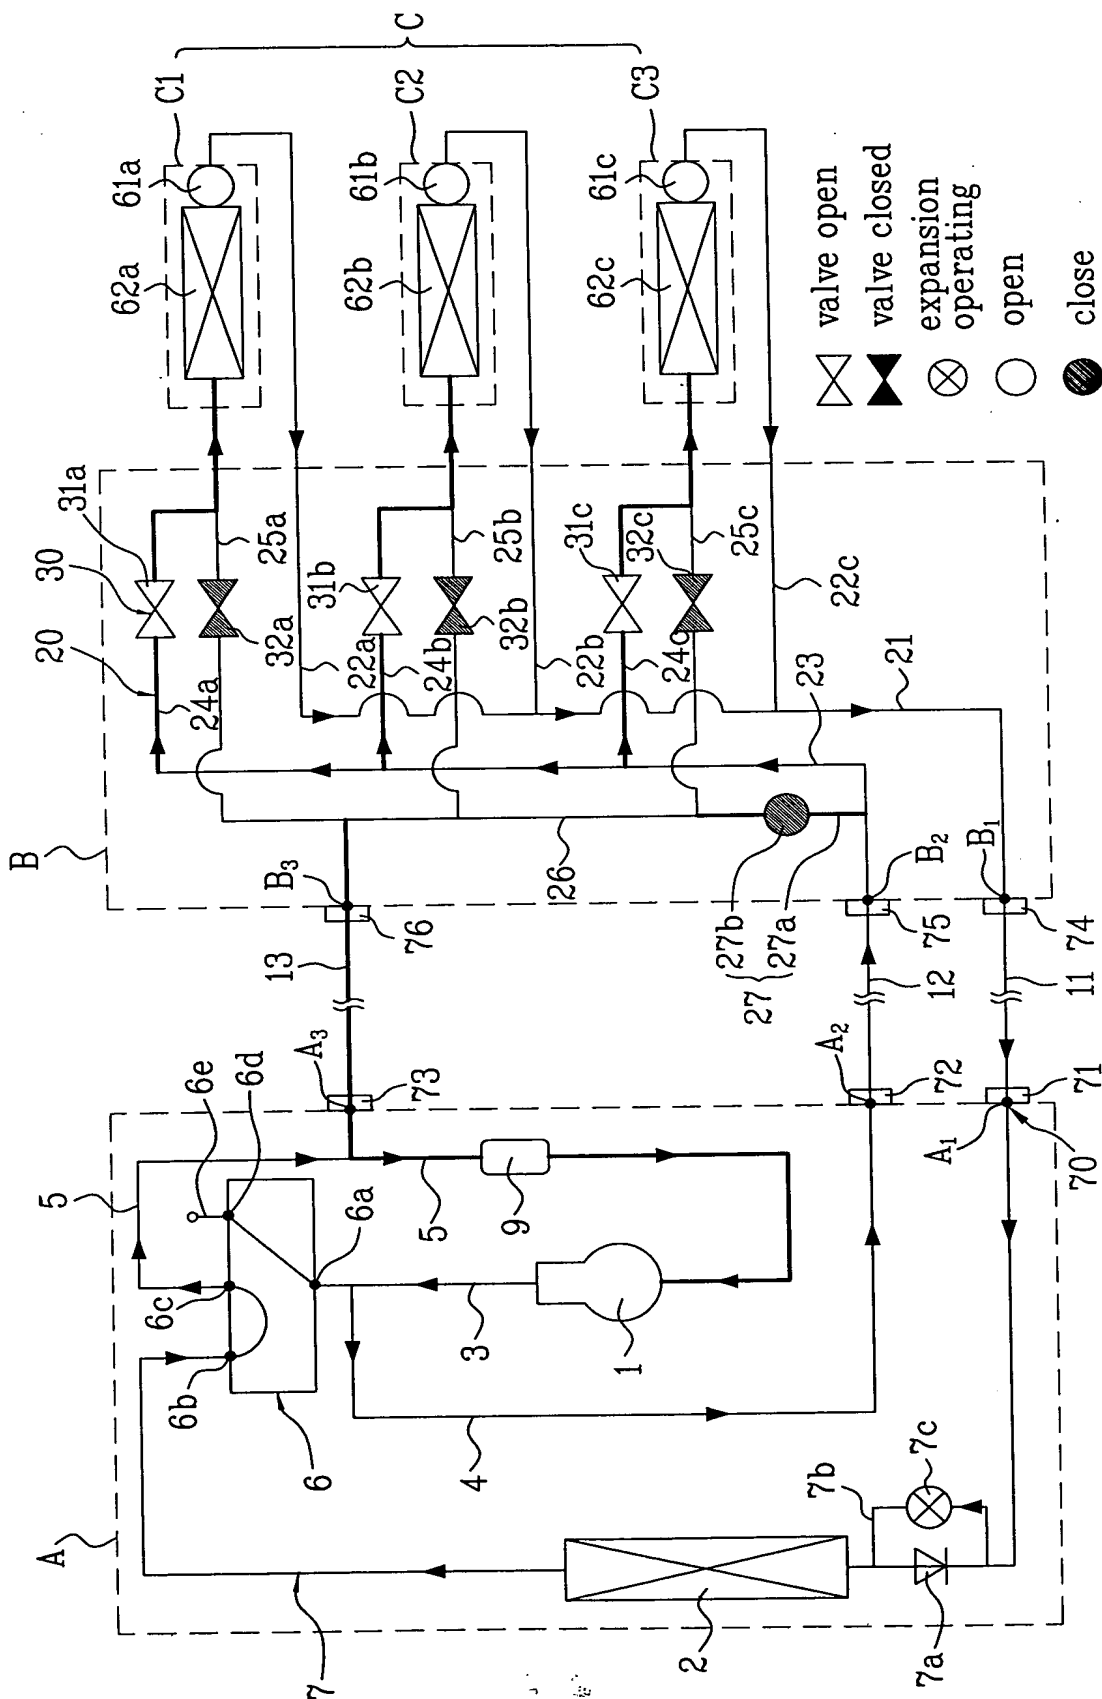 C
C1
C2
C3
61a
61b
61c
62a
62b
62c
valve open
valve closed
expansion
operating
open
close
B
20
30
31a
24a
32a
25a
22a
31b
24b
32b
25b
22b
31c
24c
32c
25c
22c
23
21
26
27b
27a
27
B3
B2
B1
76
75
74
13
12
11
A3
A2
A1
73
72
71
70
A
5
6e
6d
6c
6b
6a
6
5
9
3
1
4
7
2
7a
7b
7c